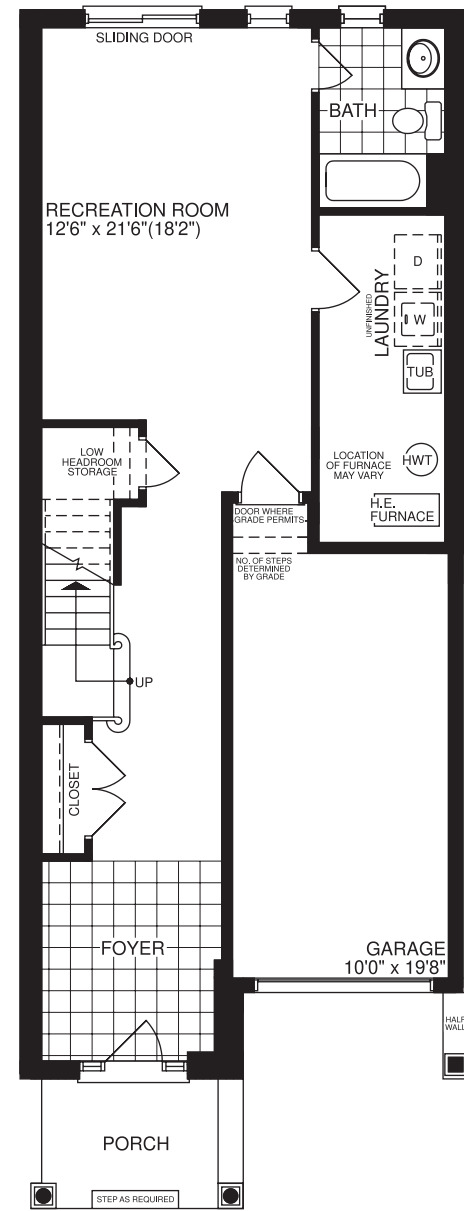 SLIDING DOOR
BATH
RECREATION ROOM
12'6" x 21'6"(18'2")
D
W
UNFINISHED
LAUNDRY
TUB
LOW
HEADROOM
STORAGE
LOCATION
OF FURNACE
MAY VARY
HWT
H.E.
FURNACE
DOOR WHERE
GRADE PERMITS
NO. OF STEPS
DETERMINED
BY GRADE
UP
CLOSET
FOYER
GARAGE
10'0" x 19'8"
HALF
WALL
PORCH
STEP AS REQUIRED